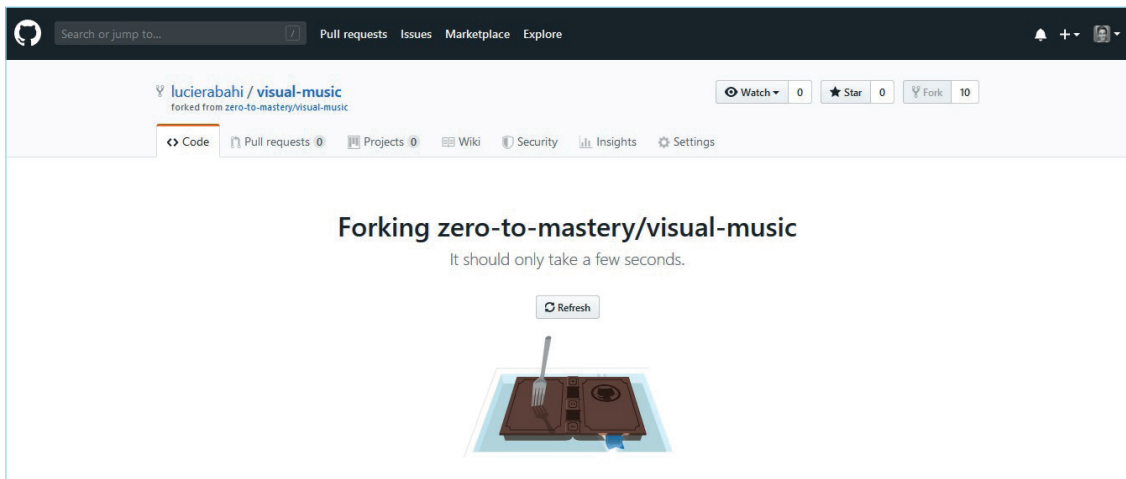 Search or jump to... / Pull requests Issues Marketplace Explore
lucierabahi / visual-music Watch 0 Star 0 Fork 10
forked from zero-to-mastery/visual-music
Code Pull requests 0 Projects 0 Wiki Security Insights Settings
Forking zero-to-mastery/visual-music
It should only take a few seconds.
Refresh